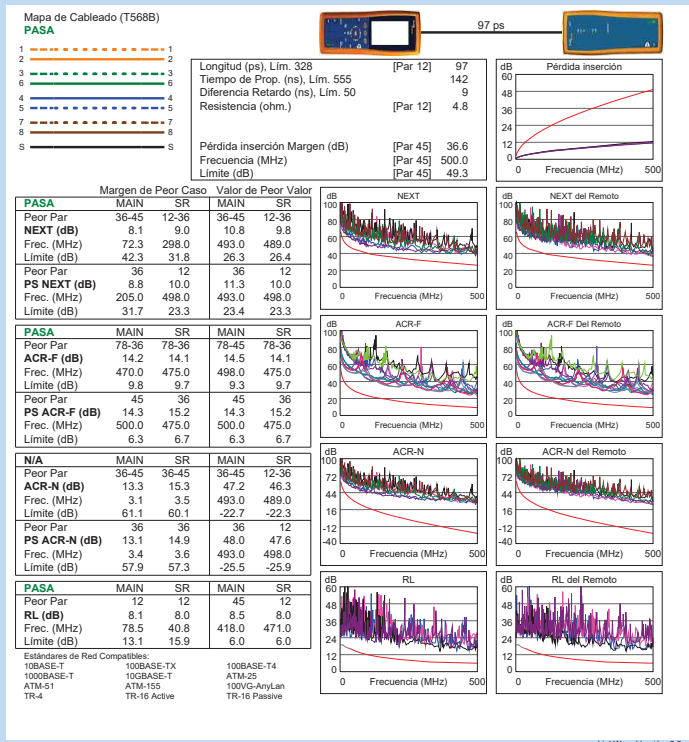 Mapa de Cableado (T568B)
PASA
97 ps
1 1
2 2
3 3
6 6
4 4
5 5
7 7
8 8
S S
Longitud (ps), Lím. 328 [Par 12] 97
Tiempo de Prop. (ns), Lím. 555 142
Diferencia Retardo (ns), Lím. 50 9
Resistencia (ohm.) [Par 12] 4.8
Pérdida inserción Margen (dB) [Par 45] 36.6
Frecuencia (MHz) [Par 45] 500.0
Límite (dB) [Par 45] 49.3
dB Pérdida inserción
60
48
36
24
12
0
0 Frecuencia (MHz) 500
Margen de Peor Caso Valor de Peor Valor
PASA MAIN SR MAIN SR
Peor Par 36-45 12-36 36-45 12-36
NEXT (dB) 8.1 9.0 10.8 9.8
Frec. (MHz) 72.3 298.0 493.0 489.0
Límite (dB) 42.3 31.8 26.3 26.4
Peor Par 36 12 36 12
PS NEXT (dB) 8.8 10.0 11.3 10.0
Frec. (MHz) 205.0 498.0 493.0 498.0
Límite (dB) 31.7 23.3 23.4 23.3
dB NEXT
100
80
60
40
20
0
0 Frecuencia (MHz) 500
dB NEXT del Remoto
100
80
60
40
20
0
0 Frecuencia (MHz) 500
PASA MAIN SR MAIN SR
Peor Par 78-36 78-36 78-45 78-36
ACR-F (dB) 14.2 14.1 14.5 14.1
Frec. (MHz) 470.0 475.0 498.0 475.0
Límite (dB) 9.8 9.7 9.3 9.7
Peor Par 45 36 45 36
PS ACR-F (dB) 14.3 15.2 14.3 15.2
Frec. (MHz) 500.0 475.0 500.0 475.0
Límite (dB) 6.3 6.7 6.3 6.7
dB ACR-F
100
80
60
40
20
0
0 Frecuencia (MHz) 500
dB ACR-F Del Remoto
100
80
60
40
20
0
0 Frecuencia (MHz) 500
N/A MAIN SR MAIN SR
Peor Par 36-45 36-45 36-45 12-36
ACR-N (dB) 13.3 15.3 47.2 46.3
Frec. (MHz) 3.1 3.5 493.0 489.0
Límite (dB) 61.1 60.1 -22.7 -22.3
Peor Par 36 36 36 12
PS ACR-N (dB) 13.1 14.9 48.0 47.6
Frec. (MHz) 3.4 3.6 493.0 498.0
Límite (dB) 57.9 57.3 -25.5 -25.9
dB ACR-N
100
72
44
16
-12
-40
0 Frecuencia (MHz) 500
dB ACR-N del Remoto
100
72
44
16
-12
-40
0 Frecuencia (MHz) 500
PASA MAIN SR MAIN SR
Peor Par 12 12 45 12
RL (dB) 8.1 8.0 8.5 8.0
Frec. (MHz) 78.5 40.8 418.0 471.0
Límite (dB) 13.1 15.9 6.0 6.0
dB RL
60
48
36
24
12
0
0 Frecuencia (MHz) 500
dB RL del Remoto
60
48
36
24
12
0
0 Frecuencia (MHz) 500
Estándares de Red Compatibles:
10BASE-T 100BASE-TX 100BASE-T4
1000BASE-T 10GBASE-T ATM-25
ATM-51 ATM-155 100VG-AnyLan
TR-4 TR-16 Active TR-16 Passive